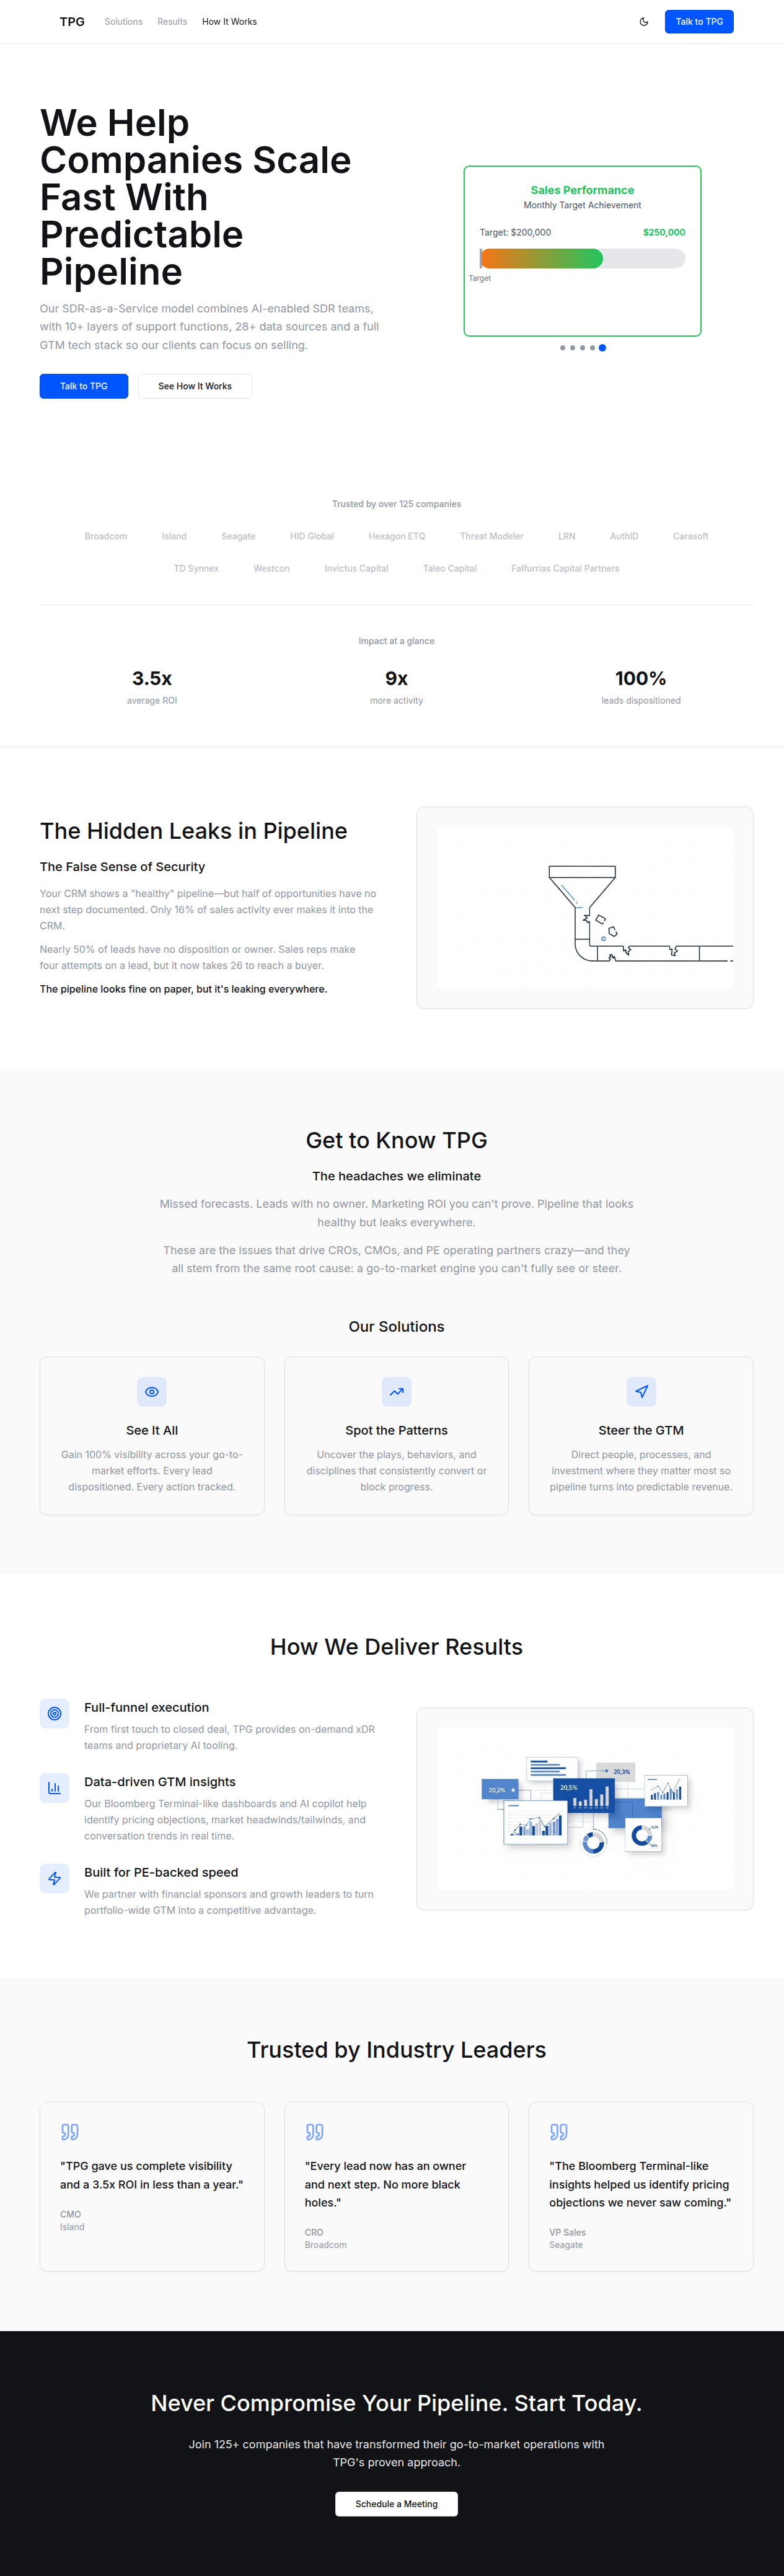 TPG
Solutions
Results
How It Works
Talk to TPG
We Help
Companies Scale
Fast With
Predictable
Pipeline
Our SDR-as-a-Service model combines AI-enabled SDR teams,
with 10+ layers of support functions, 28+ data sources and a full
GTM tech stack so our clients can focus on selling.
Talk to TPG
See How It Works
Sales Performance
Monthly Target Achievement
Target: $200,000
$250,000
Target
Trusted by over 125 companies
Broadcom
Island
Seagate
HID Global
Hexagon ETQ
Threat Modeler
LRN
AuthID
Carasoft
TD Synnex
Westcon
Invictus Capital
Taleo Capital
Falfurrias Capital Partners
Impact at a glance
3.5x
average ROI
9x
more activity
100%
leads dispositioned
The Hidden Leaks in Pipeline
The False Sense of Security
Your CRM shows a "healthy" pipeline—but half of opportunities have no
next step documented. Only 16% of sales activity ever makes it into the
CRM.
Nearly 50% of leads have no disposition or owner. Sales reps make
four attempts on a lead, but it now takes 26 to reach a buyer.
The pipeline looks fine on paper, but it's leaking everywhere.
Get to Know TPG
The headaches we eliminate
Missed forecasts. Leads with no owner. Marketing ROI you can't prove. Pipeline that looks
healthy but leaks everywhere.
These are the issues that drive CROs, CMOs, and PE operating partners crazy—and they
all stem from the same root cause: a go-to-market engine you can't fully see or steer.
Our Solutions
See It All
Gain 100% visibility across your go-to-
market efforts. Every lead
dispositioned. Every action tracked.
Spot the Patterns
Uncover the plays, behaviors, and
disciplines that consistently convert or
block progress.
Steer the GTM
Direct people, processes, and
investment where they matter most so
pipeline turns into predictable revenue.
How We Deliver Results
Full-funnel execution
From first touch to closed deal, TPG provides on-demand xDR
teams and proprietary AI tooling.
Data-driven GTM insights
Our Bloomberg Terminal-like dashboards and AI copilot help
identify pricing objections, market headwinds/tailwinds, and
conversation trends in real time.
Built for PE-backed speed
We partner with financial sponsors and growth leaders to turn
portfolio-wide GTM into a competitive advantage.
20,2%
20,5%
20,3%
Trusted by Industry Leaders
"TPG gave us complete visibility
and a 3.5x ROI in less than a year."
CMO
Island
"Every lead now has an owner
and next step. No more black
holes."
CRO
Broadcom
"The Bloomberg Terminal-like
insights helped us identify pricing
objections we never saw coming."
VP Sales
Seagate
Never Compromise Your Pipeline. Start Today.
Join 125+ companies that have transformed their go-to-market operations with
TPG's proven approach.
Schedule a Meeting